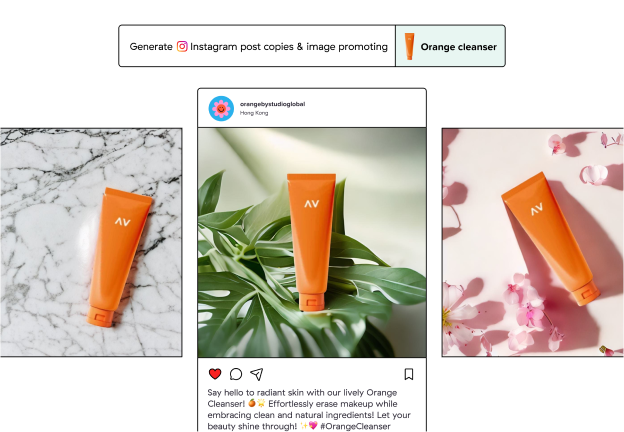 Generate Instagram post copies & image promoting Orange cleanser
orangebystudioglobal
Hong Kong
AV
AV
AV
Say hello to radiant skin with our lively Orange
Cleanser! 🍊🌟 Effortlessly erase makeup while
embracing clean and natural ingredients! Let your
beauty shine through! ✨💖 #OrangeCleanser